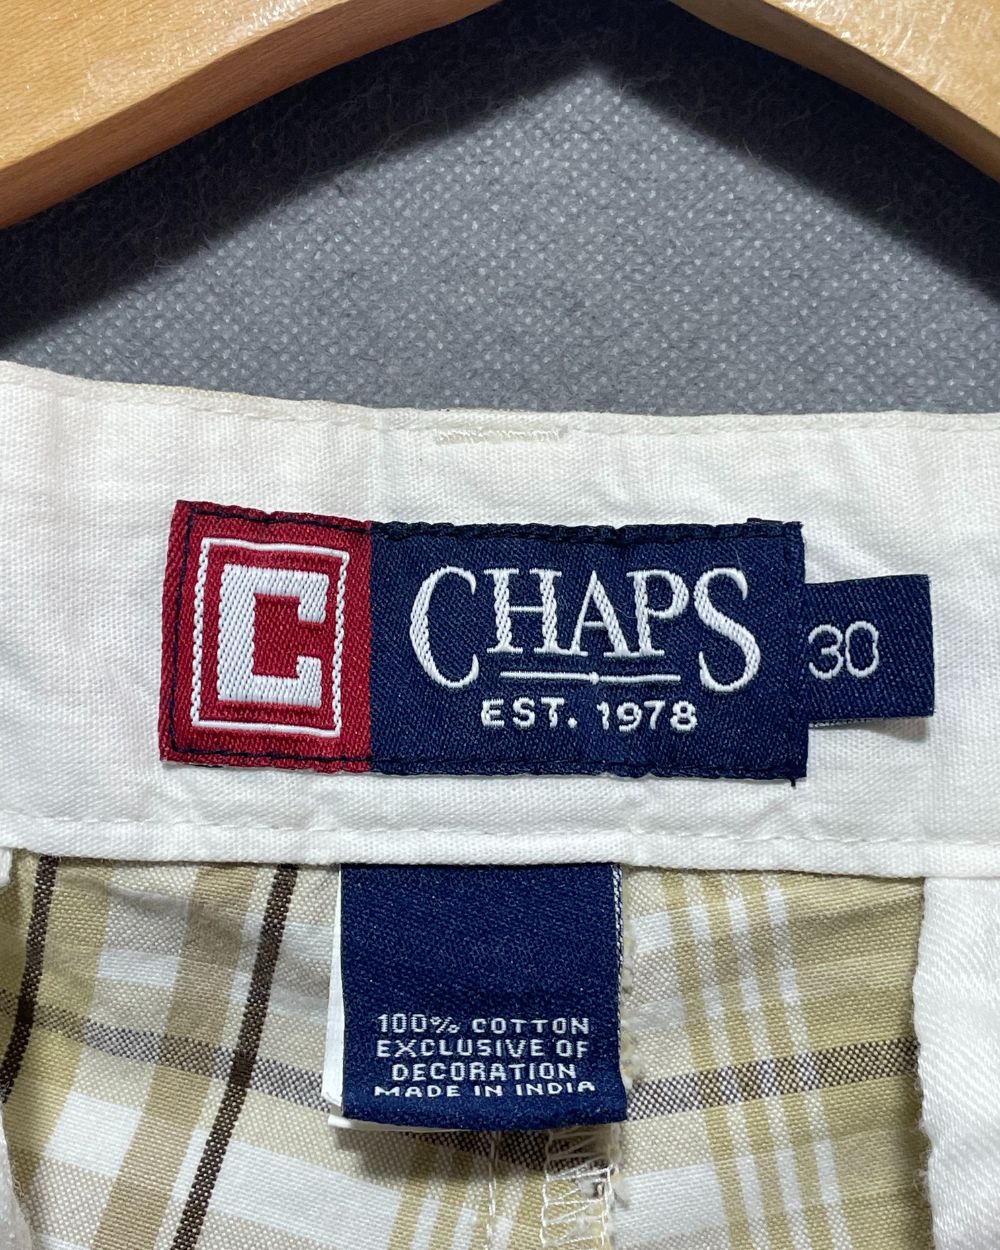 C
CHAPS
EST. 1978
30
100% COTTON
EXCLUSIVE OF
DECORATION
MADE IN INDIA